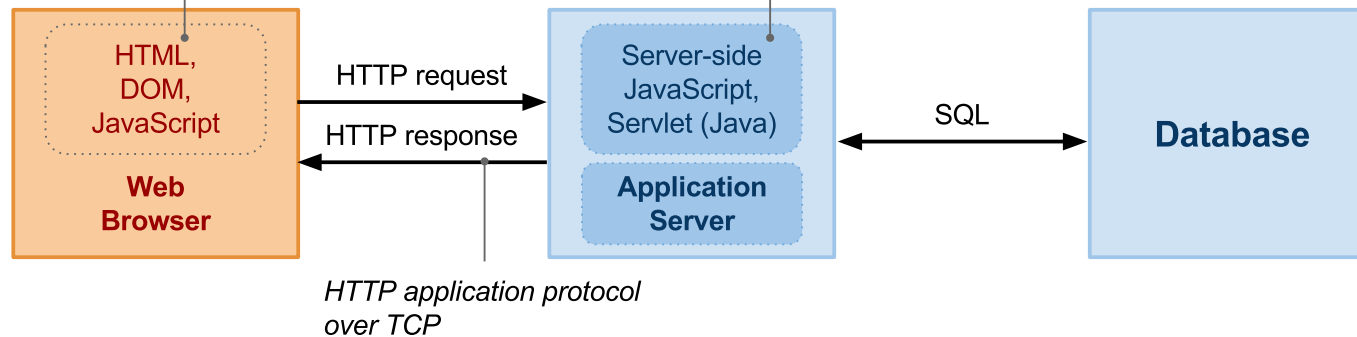 HTML,
DOM,
JavaScript
Web
Browser
HTTP request
HTTP response
HTTP application protocol
over TCP
Server-side
JavaScript,
Servlet (Java)
Application
Server
SQL
Database